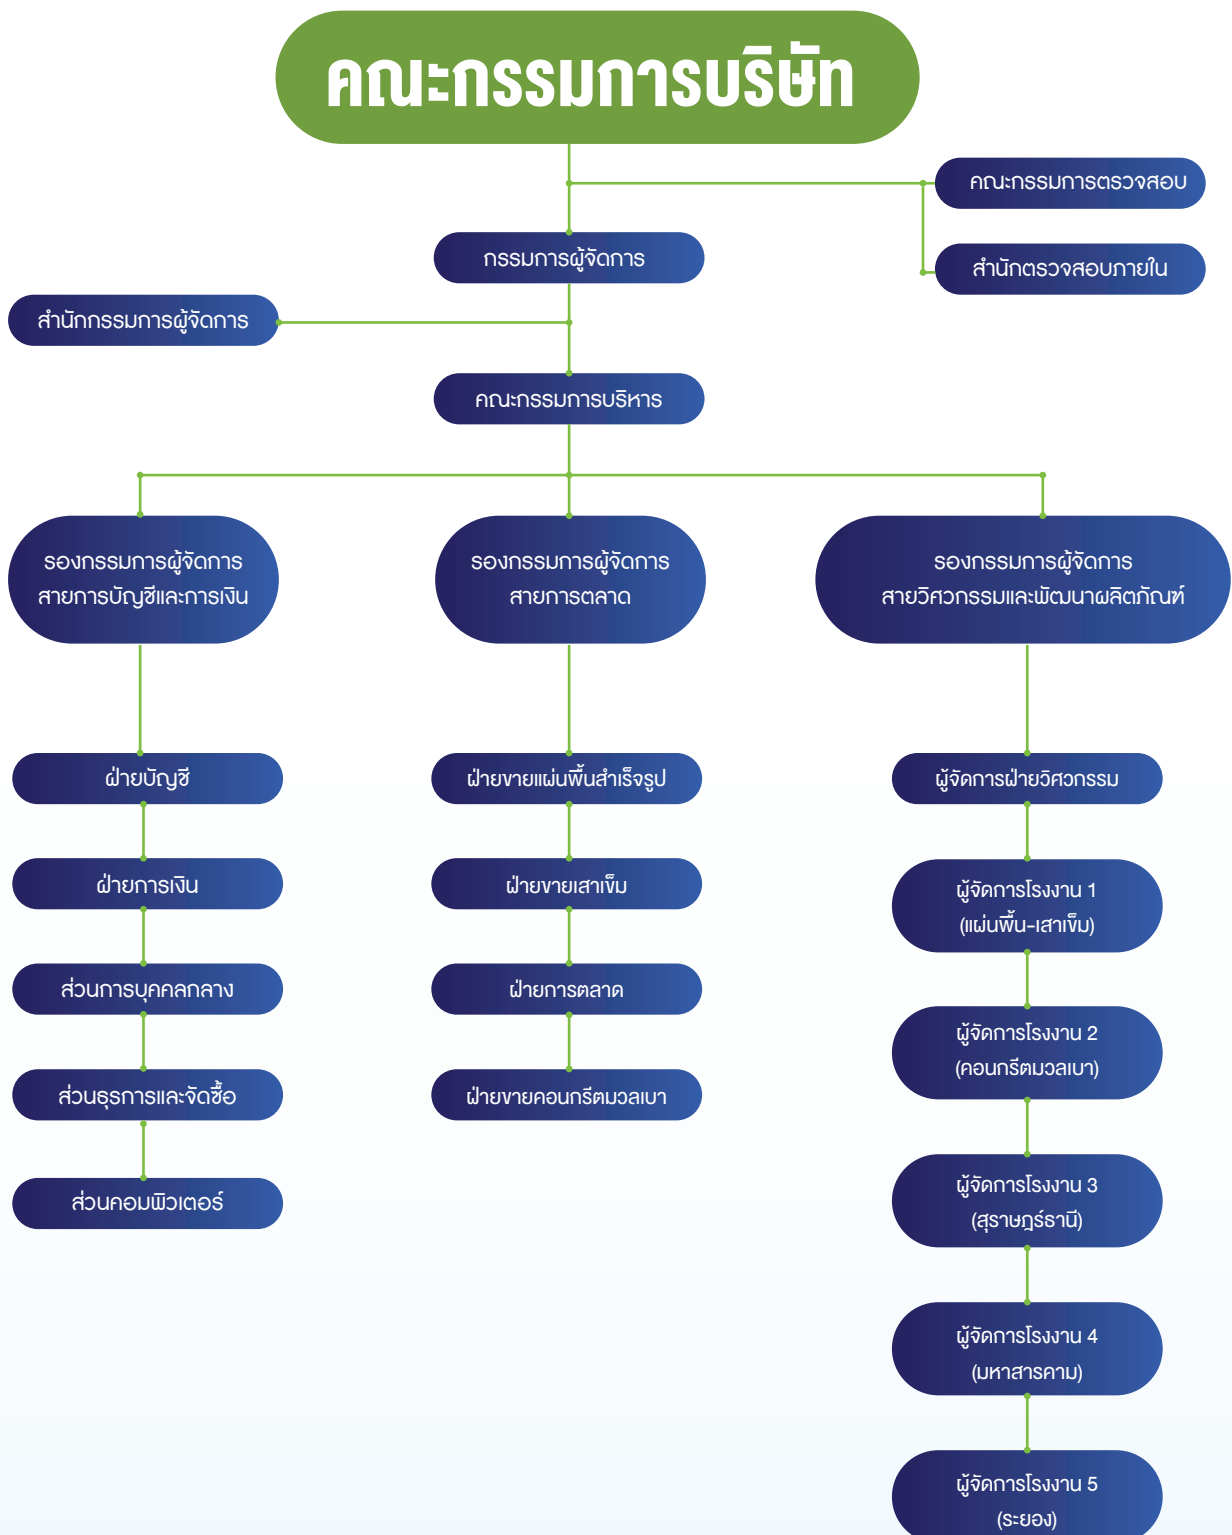 คณะกรรมการบริษัท
คณะกรรมการตรวจสอบ
กรรมการผู้จัดการ
สำนักตรวจสอบภายใน
สำนักกรรมการผู้จัดการ
คณะกรรมการบริหาร
รองกรรมการผู้จัดการ
สายการบัญชีและการเงิน
รองกรรมการผู้จัดการ
สายการตลาด
รองกรรมการผู้จัดการ
สายวิศวกรรมและพัฒนาผลิตภัณฑ์
ฝ่ายบัญชี
ฝ่ายการเงิน
ส่วนการบุคคลกลาง
ส่วนธุรการและจัดซื้อ
ส่วนคอมพิวเตอร์
ฝ่ายขายแผ่นพื้นสำเร็จรูป
ฝ่ายขายเสาเข็ม
ฝ่ายการตลาด
ฝ่ายขายคอนกรีตมวลเบา
ผู้จัดการฝ่ายวิศวกรรม
ผู้จัดการโรงงาน 1
(แผ่นพื้น-เสาเข็ม)
ผู้จัดการโรงงาน 2
(คอนกรีตมวลเบา)
ผู้จัดการโรงงาน 3
(สุราษฎร์ธานี)
ผู้จัดการโรงงาน 4
(มหาสารคาม)
ผู้จัดการโรงงาน 5
(ระยอง)